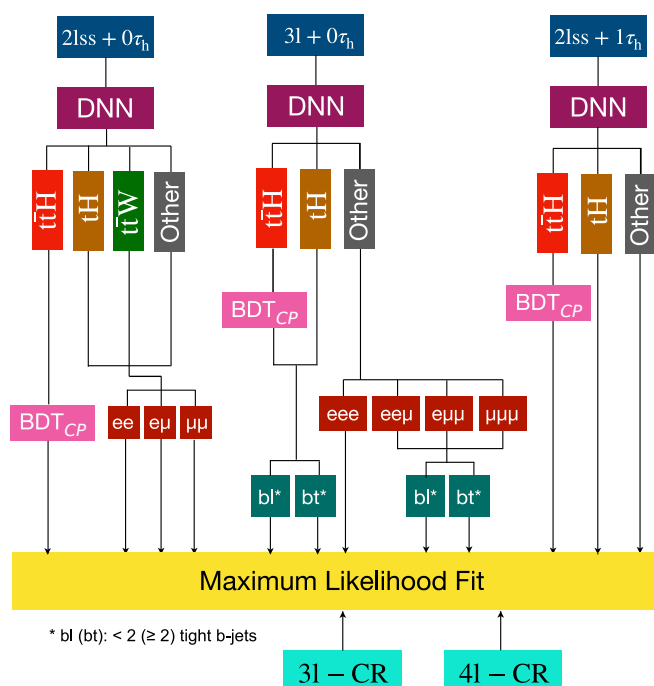 2lss + 0τh
3l + 0τh
2lss + 1τh
DNN
DNN
DNN
tt̄H
tH
tt̄W
Other
tt̄H
tH
Other
tt̄H
tH
Other
BDTCP
BDTCP
BDTCP
ee
eμ
μμ
eee
eeμ
eμμ
μμμ
bl*
bt*
bl*
bt*
Maximum Likelihood Fit
* bl (bt): < 2 (≥ 2) tight b-jets
3l − CR
4l − CR